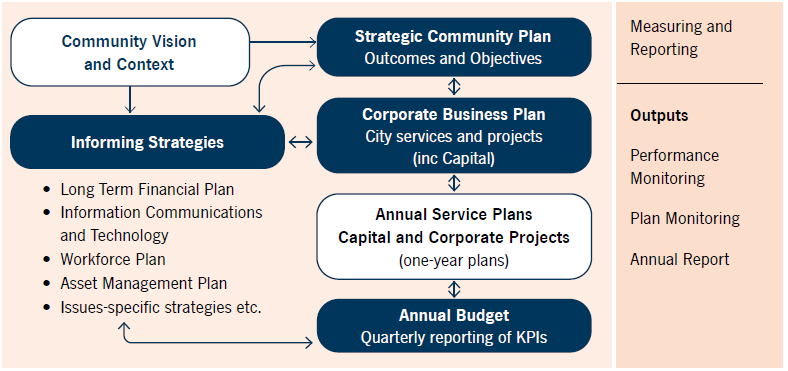 Community Vision
and Context
Strategic Community Plan
Outcomes and Objectives
Informing Strategies
Corporate Business Plan
City services and projects
(inc Capital)
• Long Term Financial Plan
• Information Communications
and Technology
• Workforce Plan
• Asset Management Plan
• Issues-specific strategies etc.
Annual Service Plans
Capital and Corporate Projects
(one-year plans)
Annual Budget
Quarterly reporting of KPIs
Measuring and
Reporting
Outputs
Performance
Monitoring
Plan Monitoring
Annual Report